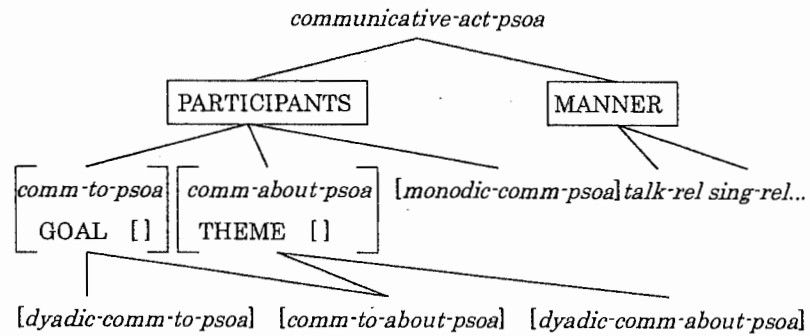 communicative-act-psoa
PARTICIPANTS MANNER
comm-to-psoa comm-about-psoa [monodic-comm-psoa] talk-rel sing-rel...
GOAL [ ] THEME [ ]
[dyadic-comm-to-psoa] [comm-to-about-psoa] [dyadic-comm-about-psoa]